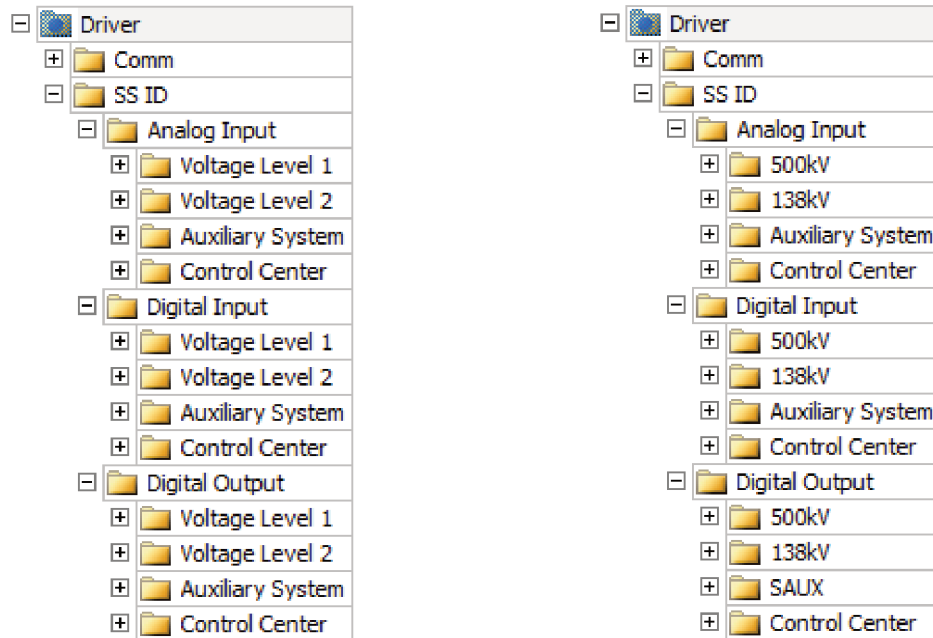 Driver
Comm
SS ID
Analog Input
Voltage Level 1
Voltage Level 2
Auxiliary System
Control Center
Digital Input
Voltage Level 1
Voltage Level 2
Auxiliary System
Control Center
Digital Output
Voltage Level 1
Voltage Level 2
Auxiliary System
Control Center
Driver
Comm
SS ID
Analog Input
500kV
138kV
Auxiliary System
Control Center
Digital Input
500kV
138kV
Auxiliary System
Control Center
Digital Output
500kV
138kV
SAUX
Control Center